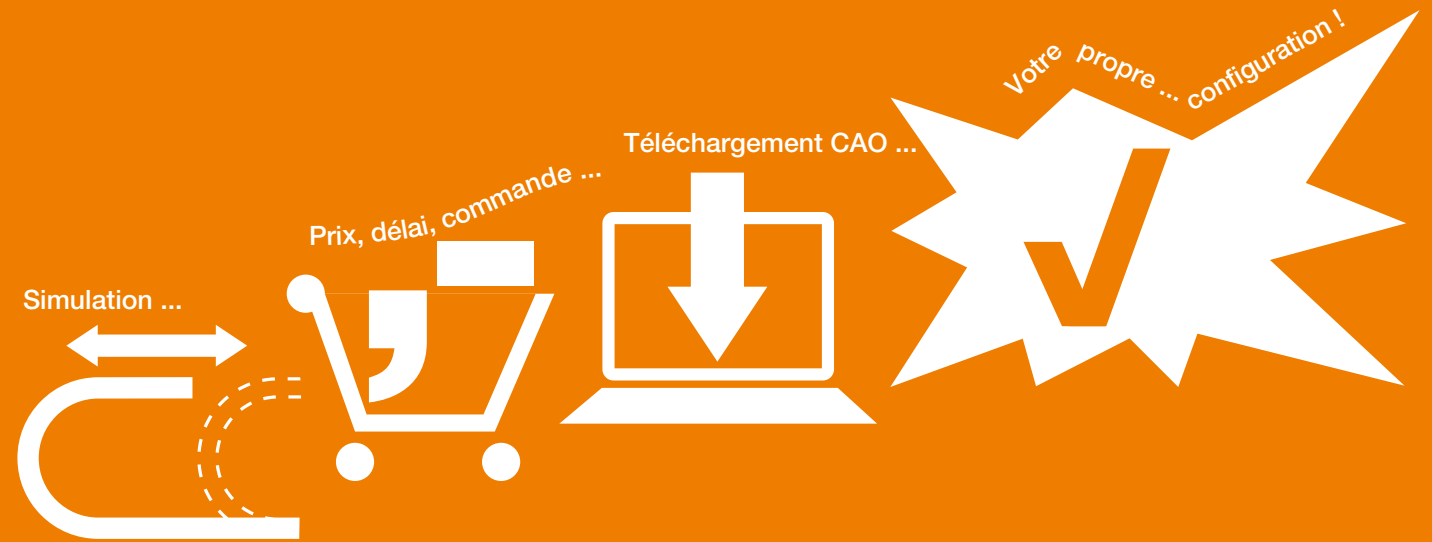 Simulation ...
Prix, délai, commande ...
Téléchargement CAO ...
Votre propre ... configuration !